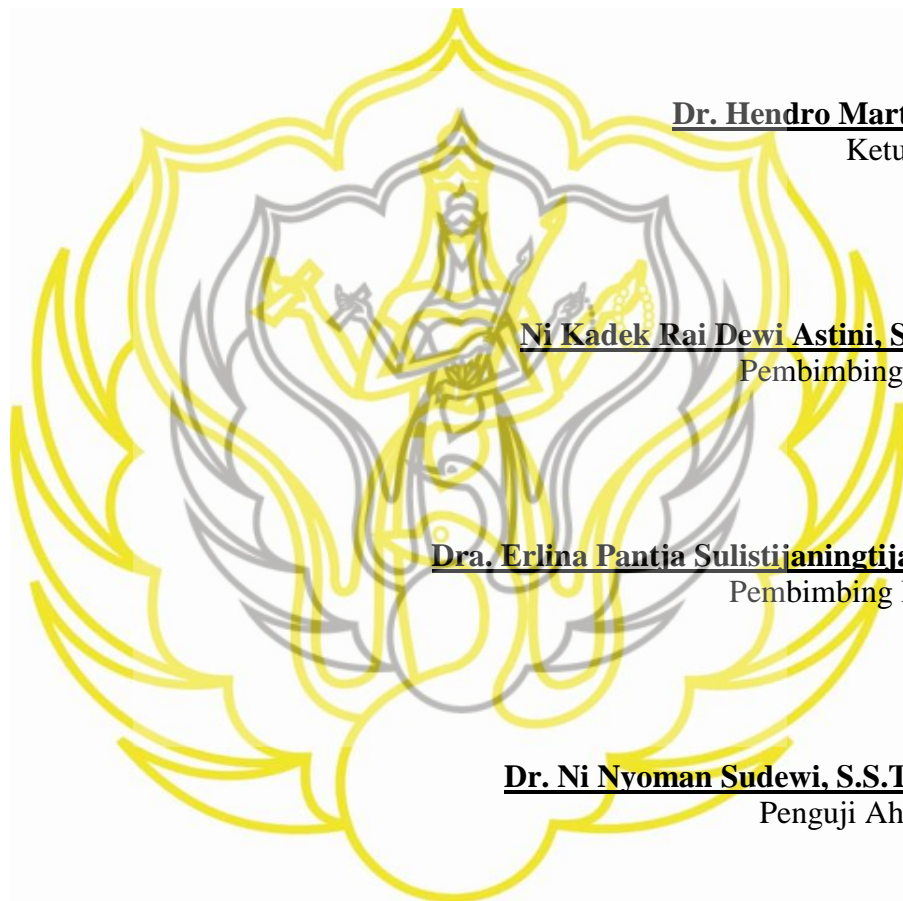 Dr. Hendro Mart
Ketu
Ni Kadek Rai Dewi Astini, S
Pembimbing
Dra. Erlina Pantja Sulistijaningtija
Pembimbing
Dr. Ni Nyoman Sudewi, S.S.T
Penguji Ah